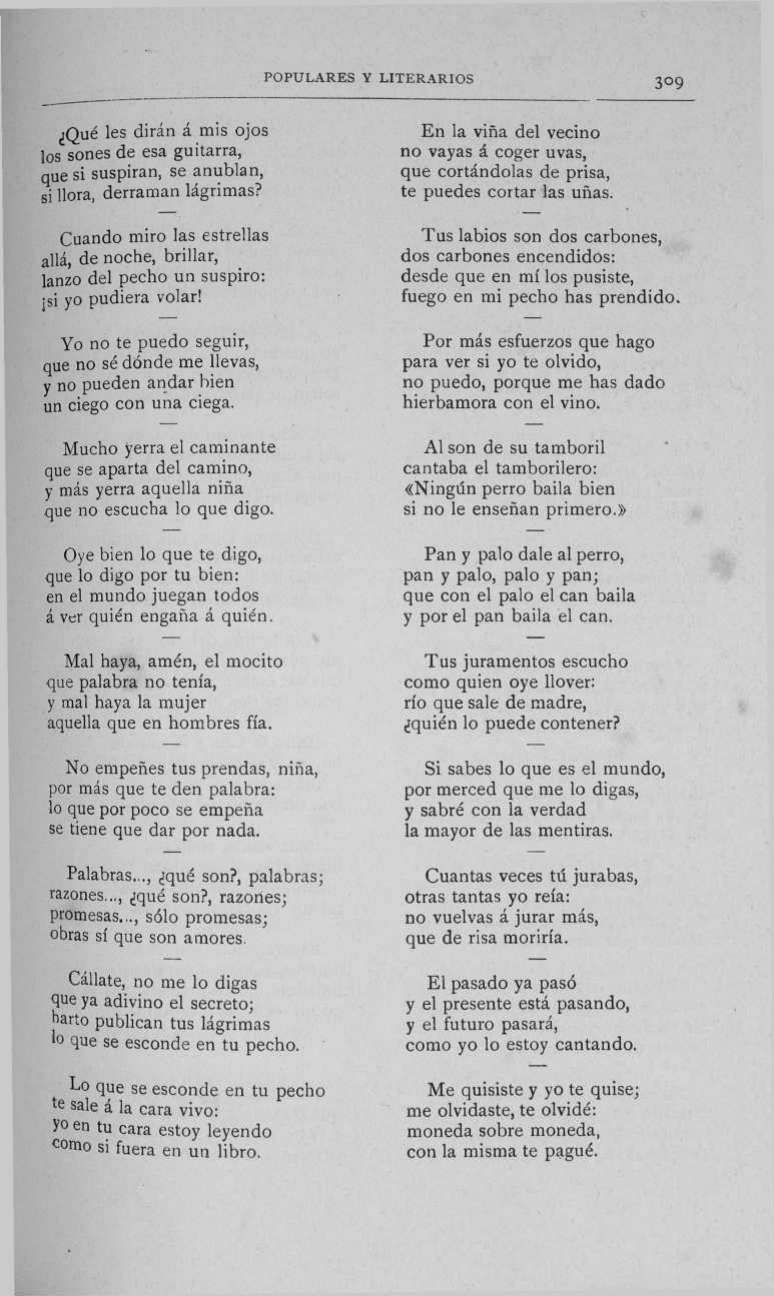 POPULARES Y LITERARIOS 309
¿Qué les dirán á mis ojos
los sones de esa guitarra,
que si suspiran, se anublan,
si llora, derraman lágrimas?
—
Cuando miro las estrellas
allá, de noche, brillar,
lanzo del pecho un suspiro:
¡si yo pudiera volar!
—
Yo no te puedo seguir,
que no sé dónde me llevas,
y no pueden andar bien
un ciego con una ciega.
—
Mucho yerra el caminante
que se aparta del camino,
y más yerra aquella niña
que no escucha lo que digo.
—
Oye bien lo que te digo,
que lo digo por tu bien:
en el mundo juegan todos
á ver quién engaña á quién.
—
Mal haya, amén, el mocito
que palabra no tenía,
y mal haya la mujer
aquella que en hombres fía.
—
No empeñes tus prendas, niña,
por más que te den palabra:
lo que por poco se empeña
se tiene que dar por nada.
—
Palabras..., ¿qué son?, palabras;
razones..., ¿qué son?, razones;
promesas..., sólo promesas;
obras sí que son amores.
—
Cállate, no me lo digas
que ya adivino el secreto;
harto publican tus lágrimas
lo que se esconde en tu pecho.
—
Lo que se esconde en tu pecho
te sale á la cara vivo:
yo en tu cara estoy leyendo
como si fuera en un libro.
En la viña del vecino
no vayas á coger uvas,
que cortándolas de prisa,
te puedes cortar las uñas.
—
Tus labios son dos carbones,
dos carbones encendidos:
desde que en mí los pusiste,
fuego en mi pecho has prendido.
—
Por más esfuerzos que hago
para ver si yo te olvido,
no puedo, porque me has dado
hierbamora con el vino.
—
Al son de su tamboril
cantaba el tamborilero:
«Ningún perro baila bien
si no le enseñan primero.»
—
Pan y palo dale al perro,
pan y palo, palo y pan;
que con el palo el can baila
y por el pan baila el can.
—
Tus juramentos escucho
como quien oye llover:
río que sale de madre,
¿quién lo puede contener?
—
Si sabes lo que es el mundo,
por merced que me lo digas,
y sabré con la verdad
la mayor de las mentiras.
—
Cuantas veces tú jurabas,
otras tantas yo reía:
no vuelvas á jurar más,
que de risa moriría.
—
El pasado ya pasó
y el presente está pasando,
y el futuro pasará,
como yo lo estoy cantando.
—
Me quisiste y yo te quise;
me olvidaste, te olvidé:
moneda sobre moneda,
con la misma te pagué.